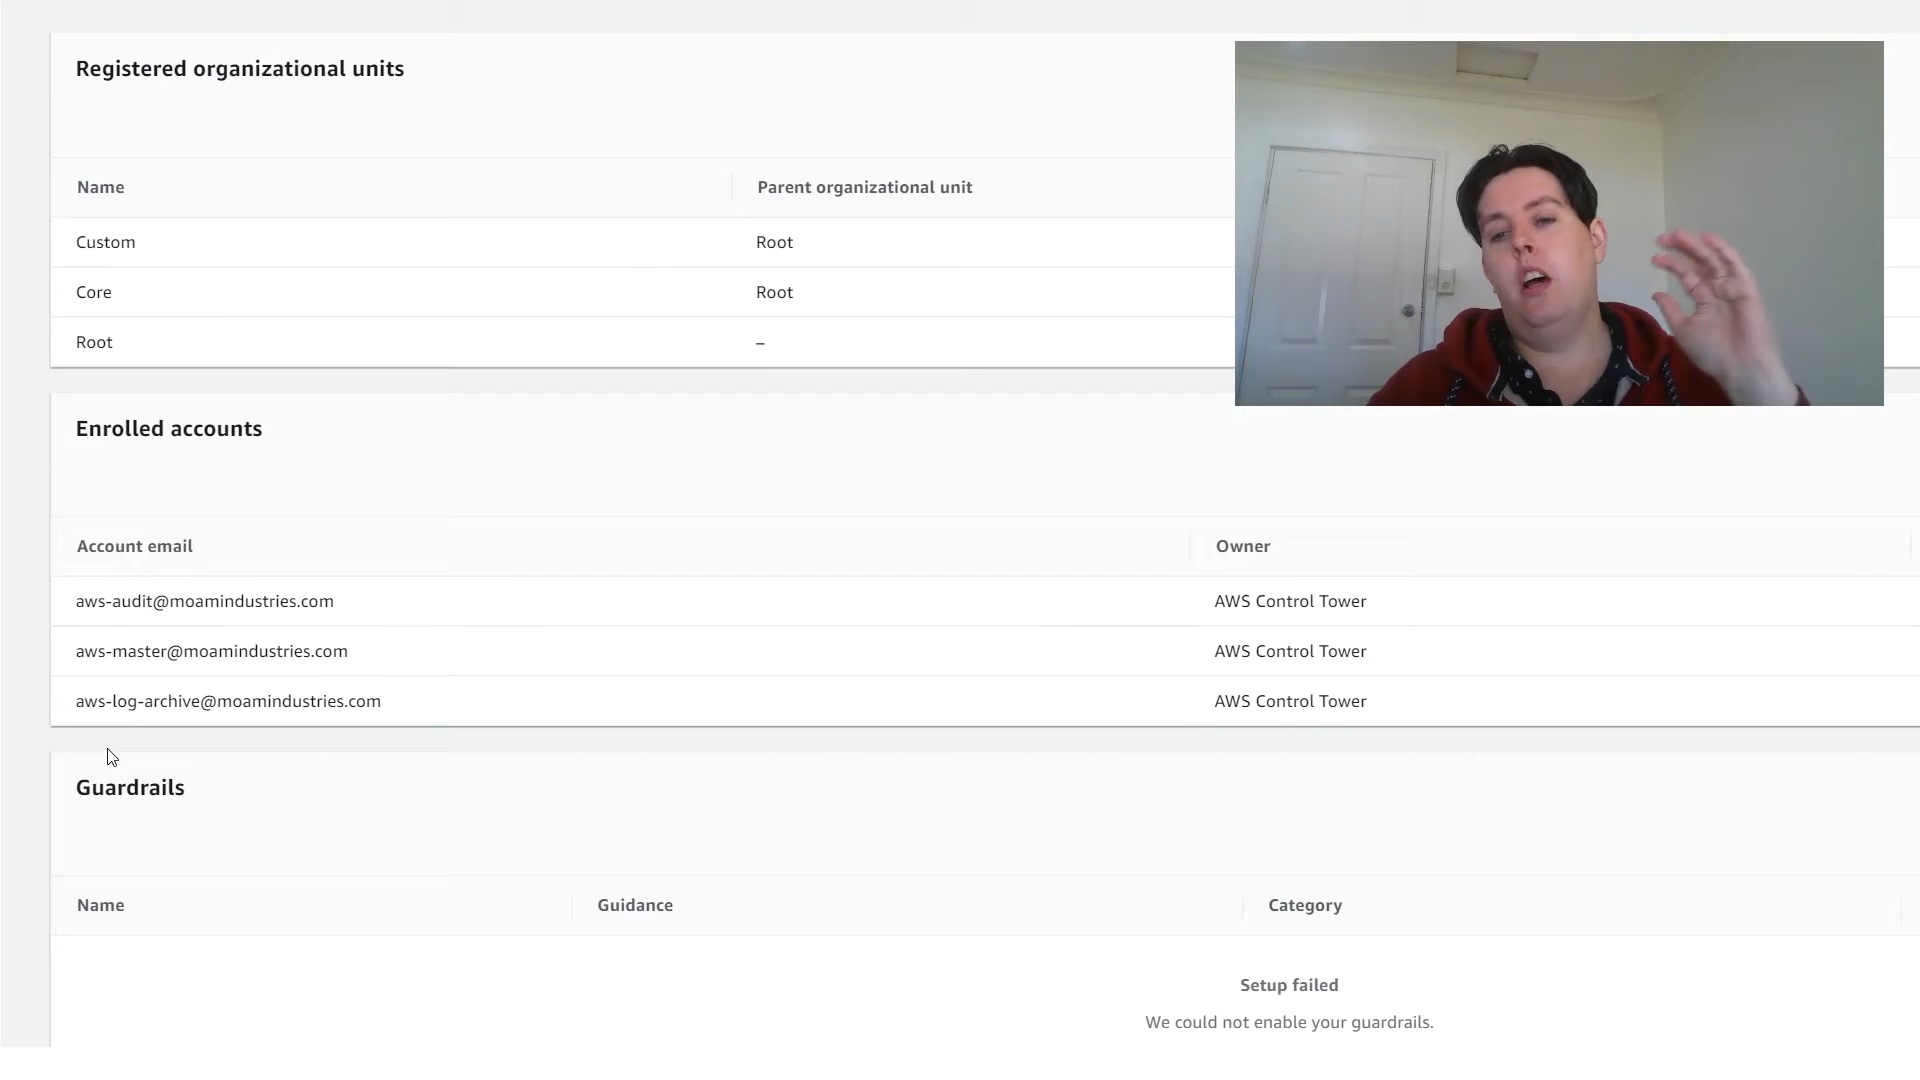 Registered organizational units
Name Parent organizational unit
Custom Root
Core Root
Root –
Enrolled accounts
Account email Owner
aws-audit@moamindustries.com AWS Control Tower
aws-master@moamindustries.com AWS Control Tower
aws-log-archive@moamindustries.com AWS Control Tower
Guardrails
Name Guidance Category
Setup failed
We could not enable your guardrails.